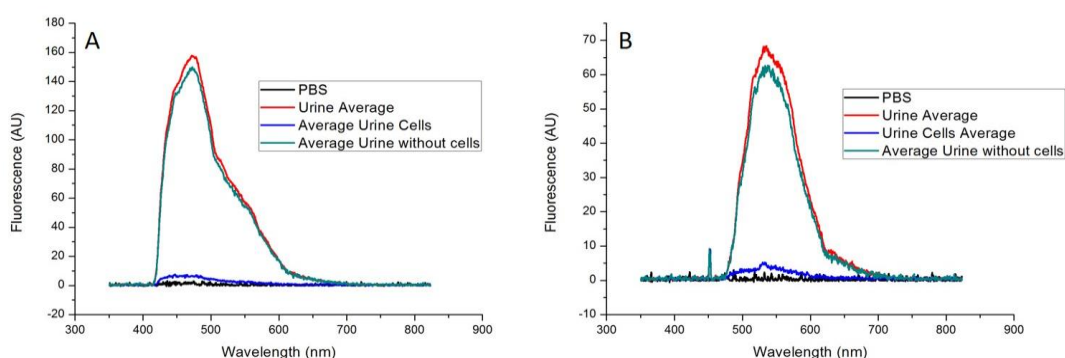 A
180
160
140
120
100
80
60
40
20
0
-20
Fluorescence (AU)
PBS
Urine Average
Average Urine Cells
Average Urine without cells
300 400 500 600 700 800 900
Wavelength (nm)
B
70
60
50
40
30
20
10
0
-10
Fluorescence (AU)
PBS
Urine Average
Urine Cells Average
Average Urine without cells
300 400 500 600 700 800 900
Wavelength (nm)